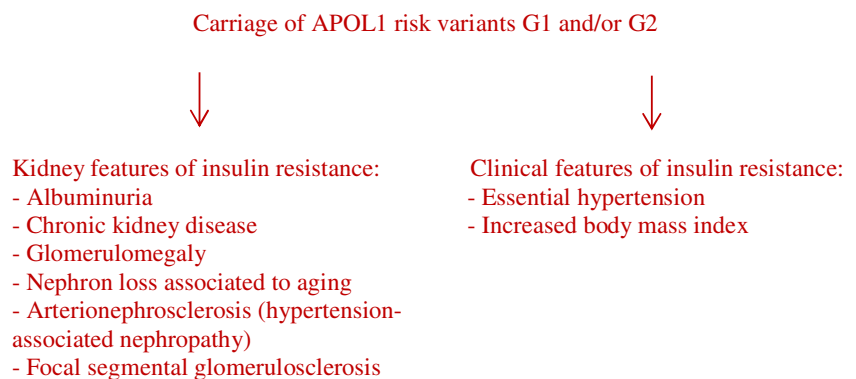 Carriage of APOL1 risk variants G1 and/or G2
Kidney features of insulin resistance:
- Albuminuria
- Chronic kidney disease
- Glomerulomegaly
- Nephron loss associated to aging
- Arterionephrosclerosis (hypertension-
associated nephropathy)
- Focal segmental glomerulosclerosis
Clinical features of insulin resistance:
- Essential hypertension
- Increased body mass index